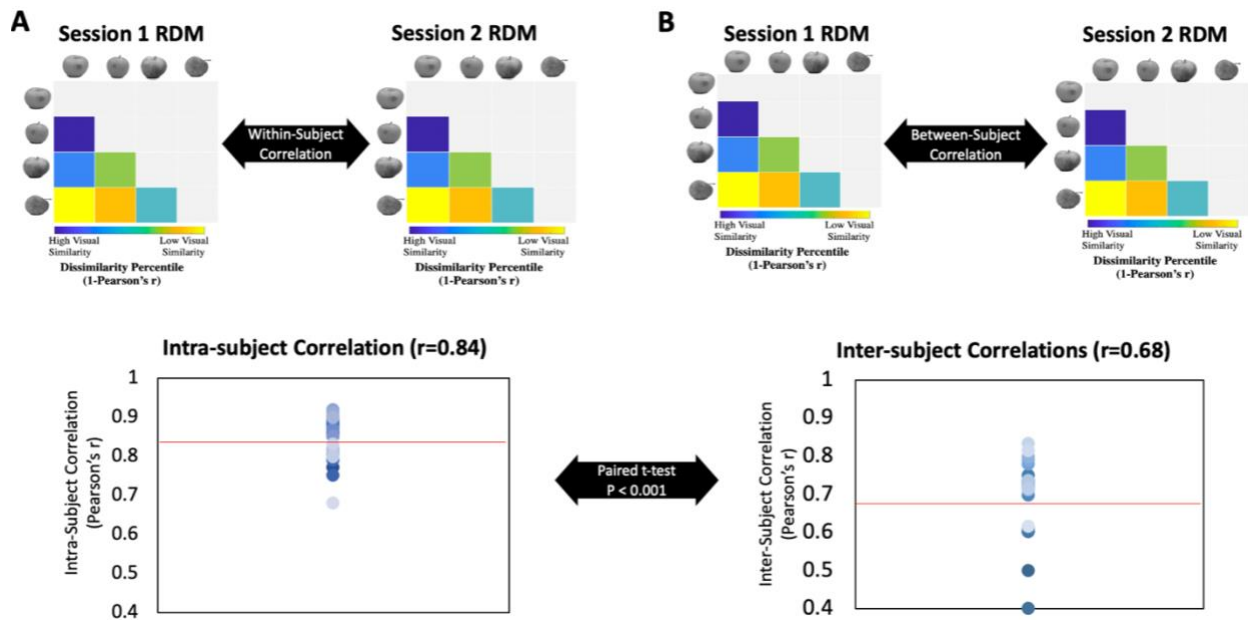 A
Session 1 RDM
Session 2 RDM
Within-Subject
Correlation
High Visual
Similarity
Low Visual
Similarity
Dissimilarity Percentile
(1-Pearson's r)
High Visual
Similarity
Low Visual
Similarity
Dissimilarity Percentile
(1-Pearson's r)
B
Session 1 RDM
Session 2 RDM
Between-Subject
Correlation
High Visual
Similarity
Low Visual
Similarity
Dissimilarity Percentile
(1-Pearson's r)
High Visual
Similarity
Low Visual
Similarity
Dissimilarity Percentile
(1-Pearson's r)
Intra-subject Correlation (r=0.84)
Intra-Subject Correlation
(Pearson's r)
1
0.9
0.8
0.7
0.6
0.5
0.4
Paired t-test
P < 0.001
Inter-subject Correlations (r=0.68)
Inter-Subject Correlation
(Pearson's r)
1
0.9
0.8
0.7
0.6
0.5
0.4